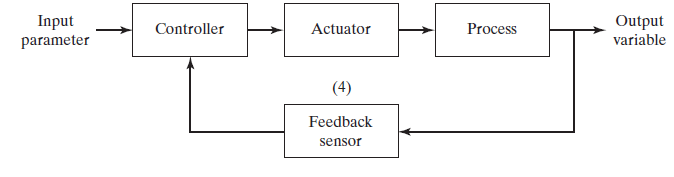 Input
parameter
Controller
Actuator
Process
Output
variable
(4)
Feedback
sensor